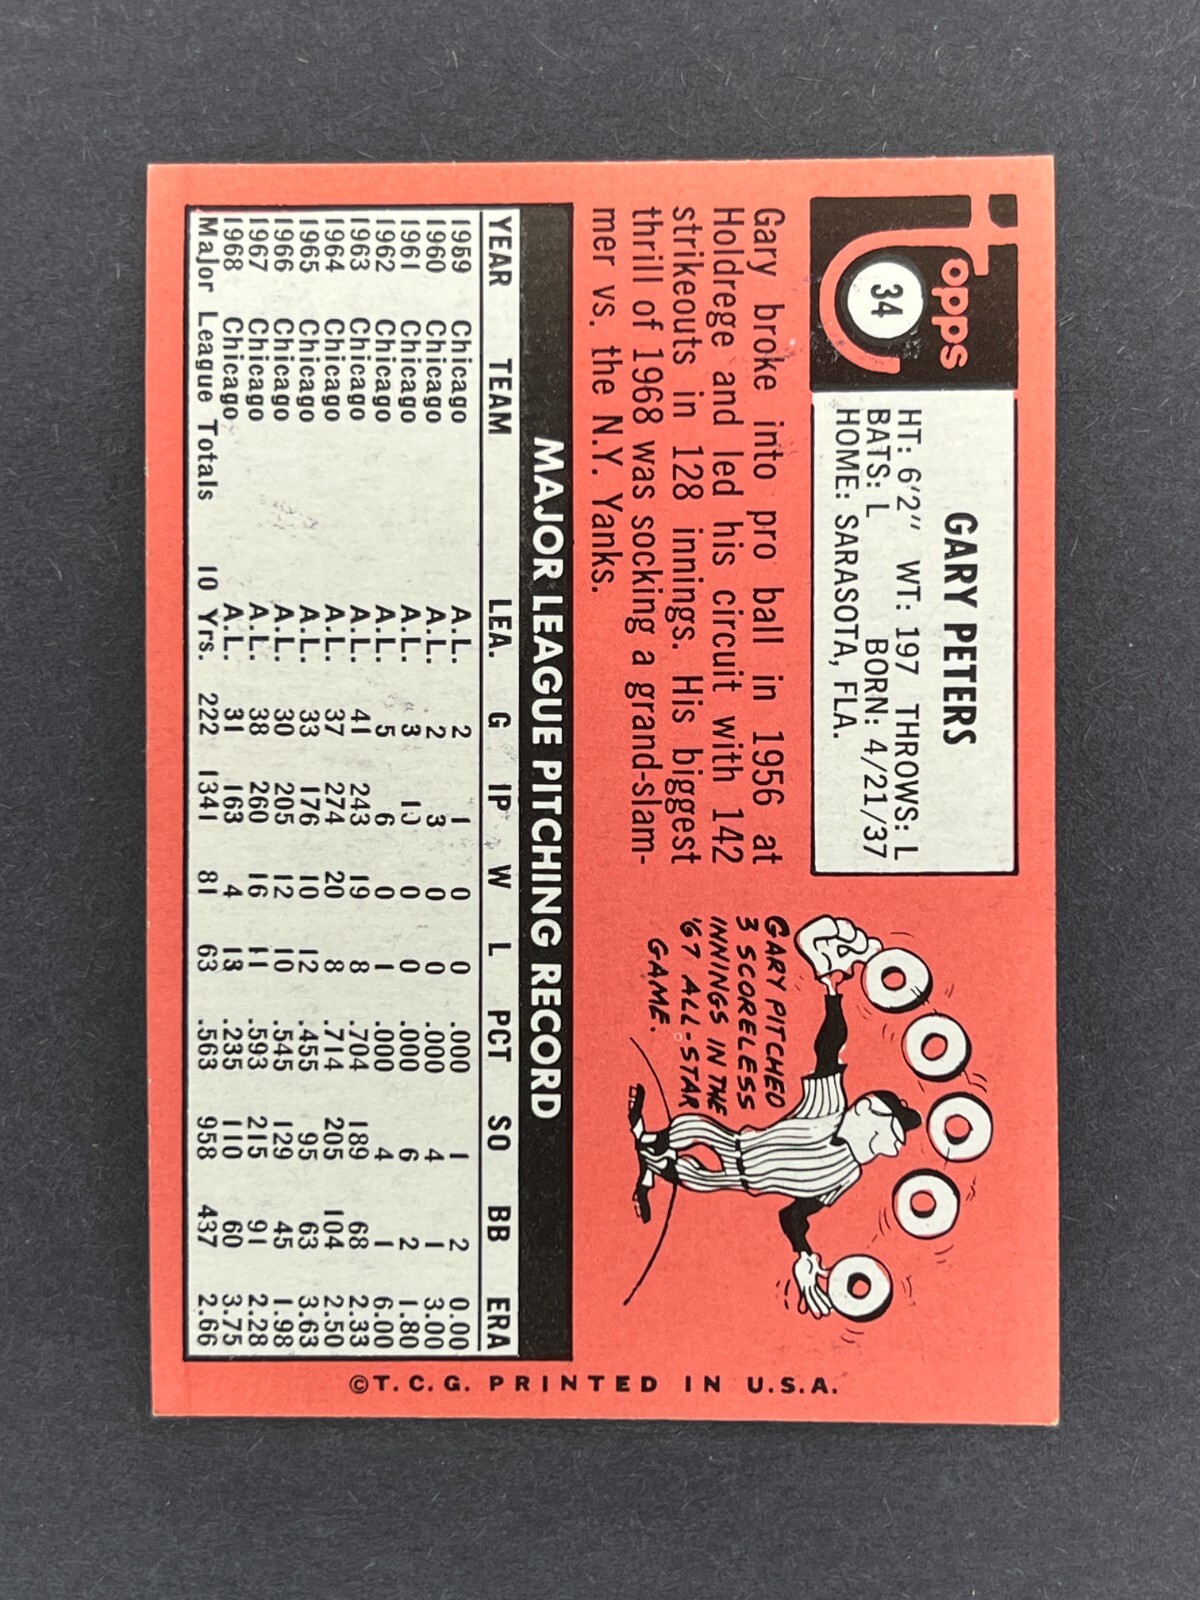 Topps
34
GARY PETERS
HT: 6'2" WT: 197 THROWS: L
BATS: L BORN: 4/21/37
HOME: SARASOTA, FLA.
Gary broke into pro ball in 1956 at
Holdrege and led his circuit with 142
strikeouts in 128 innings. His biggest
thrill of 1968 was socking a grand-slam-
mer vs. the N.Y. Yanks.
GARY PITCHED
3 SCORELESS
INNINGS IN THE
'67 ALL-STAR
GAME.
0 0 0 0 0
MAJOR LEAGUE PITCHING RECORD
YEAR TEAM LEA. G IP W L PCT SO BB ERA
1959 Chicago A.L. 2 1 0 0 .000 1 2 0.00
1960 Chicago A.L. 2 3 0 0 .000 4 1 3.00
1961 Chicago A.L. 3 10 0 0 .000 6 2 1.80
1962 Chicago A.L. 5 6 0 1 .000 4 1 6.00
1963 Chicago A.L. 41 243 19 8 .704 189 68 2.33
1964 Chicago A.L. 37 274 20 8 .714 205 104 2.50
1965 Chicago A.L. 33 176 10 12 .455 95 63 3.63
1966 Chicago A.L. 30 205 12 10 .545 129 45 1.98
1967 Chicago A.L. 38 260 16 11 .593 215 91 2.28
1968 Chicago A.L. 31 163 4 13 .235 110 60 3.75
Major League Totals 10 Yrs. 222 1341 81 63 .563 958 437 2.66
©T.C.G. PRINTED IN U.S.A.